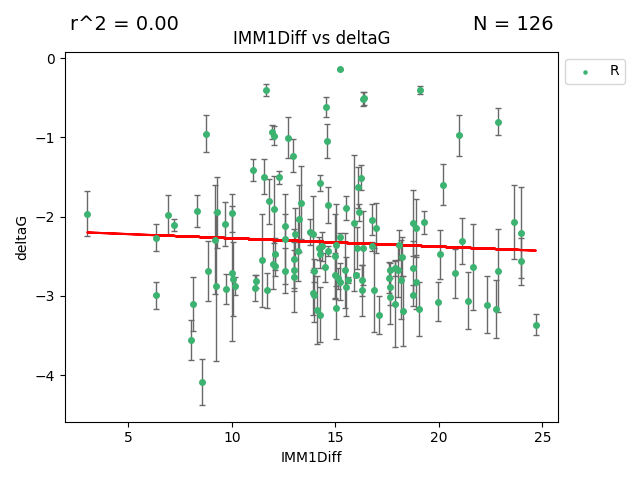 r^2 = 0.00
N = 126
IMM1Diff vs deltaG
R
0
−1
−2
−3
−4
deltaG
5
10
15
20
25
IMM1Diff